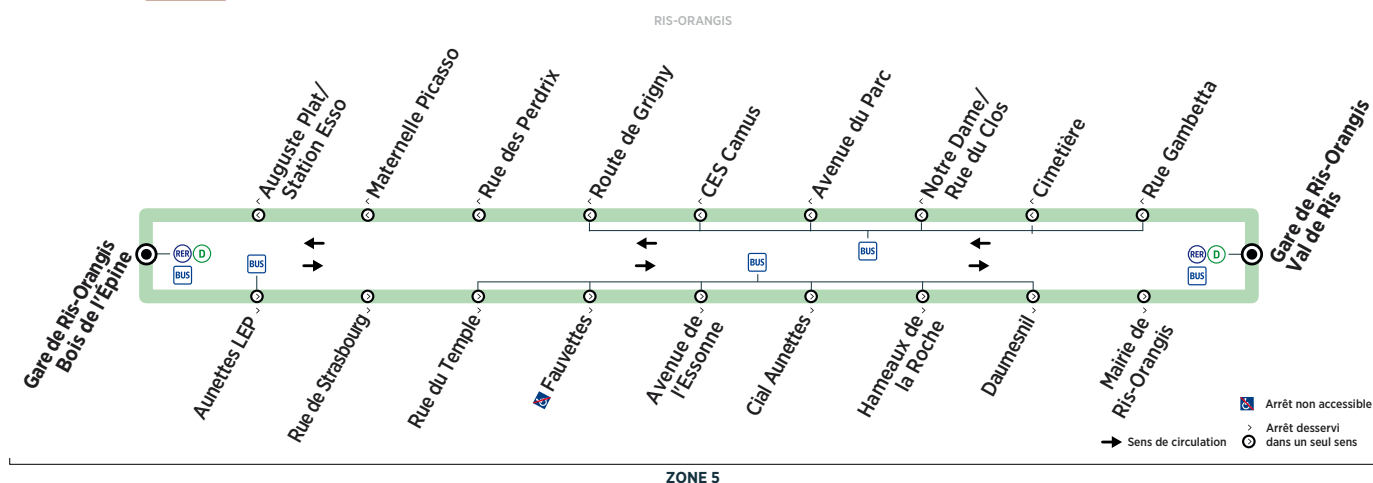 RIS-ORANGIS
Auguste Plat/
Station Esso
Maternelle Picasso
Rue des Perdrix
Route de Grigny
CES Camus
Avenue du Parc
Notre Dame/
Rue du Clos
Cimetière
Rue Gambetta
Gare de Ris-Orangis
Bois de l'Épine
RER D
BUS
BUS
BUS
BUS
RER D
BUS
Gare de Ris-Orangis
Val de Ris
Aunettes LEP
Rue de Strasbourg
Rue du Temple
Fauvettes
Avenue de
l'Essonne
Cial Aunettes
Hameaux de
la Roche
Daumesnil
Mairie de
Ris-Orangis
Arrêt non accessible
Sens de circulation
Arrêt desservi
dans un seul sens
ZONE 5